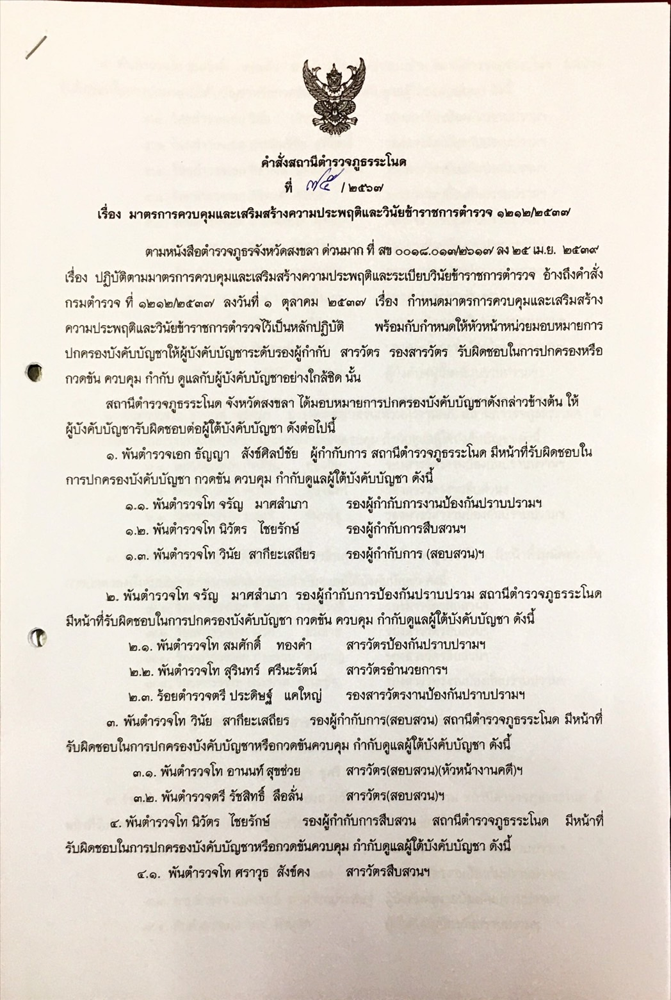 คำสั่งสถานีตำรวจภูธรระโนด
ที่ ๓๕ / ๒๕๖๗
เรื่อง มาตรการควบคุมและเสริมสร้างความประพฤติและวินัยข้าราชการตำรวจ ๑๒๑๒/๒๕๓๗
ตามหนังสือตำรวจภูธรจังหวัดสงขลา ด่วนมาก ที่ สข ๐๐๑๘.๐๑๓/๒๖๑๗ ลง ๒๕ เม.ย. ๒๕๓๙
เรื่อง ปฏิบัติตามมาตรการควบคุมและเสริมสร้างความประพฤติและระเบียบวินัยข้าราชการตำรวจ อ้างถึงคำสั่ง
กรมตำรวจ ที่ ๑๒๑๒/๒๕๓๗ ลงวันที่ ๑ ตุลาคม ๒๕๓๗ เรื่อง กำหนดมาตรการควบคุมและเสริมสร้าง
ความประพฤติและวินัยข้าราชการตำรวจไว้เป็นหลักปฏิบัติ พร้อมกับกำหนดให้หัวหน้าหน่วยมอบหมายการ
ปกครองบังคับบัญชาให้ผู้บังคับบัญชาระดับรองผู้กำกับ สารวัตร รองสารวัตร รับผิดชอบในการปกครองหรือ
กวดขัน ควบคุม กำกับ ดูแลกับผู้บังคับบัญชาอย่างใกล้ชิด นั้น
สถานีตำรวจภูธรระโนด จังหวัดสงขลา ได้มอบหมายการปกครองบังคับบัญชาดังกล่าวข้างต้น ให้
ผู้บังคับบัญชารับผิดชอบต่อผู้ใต้บังคับบัญชา ดังต่อไปนี้
๑. พันตำรวจเอก ธัญญา สังข์ศิลป์ชัย ผู้กำกับการ สถานีตำรวจภูธรระโนด มีหน้าที่รับผิดชอบใน
การปกครองบังคับบัญชา กวดขัน ควบคุม กำกับดูแลผู้ใต้บังคับบัญชา ดังนี้
๑.๑. พันตำรวจโท จรัญ มาศสำเภา รองผู้กำกับการงานป้องกันปราบปรามฯ
๑.๒. พันตำรวจโท นิวัตร ไชยรักษ์ รองผู้กำกับการสืบสวนฯ
๑.๓. พันตำรวจโท วินัย สากียะเสถียร รองผู้กำกับการ (สอบสวน)ฯ
๒. พันตำรวจโท จรัญ มาศสำเภา รองผู้กำกับการป้องกันปราบปราม สถานีตำรวจภูธรระโนด
มีหน้าที่รับผิดชอบในการปกครองบังคับบัญชา กวดขัน ควบคุม กำกับดูแลผู้ใต้บังคับบัญชา ดังนี้
๒.๑. พันตำรวจโท สมศักดิ์ ทองคำ สารวัตรป้องกันปราบปรามฯ
๒.๒. พันตำรวจโท สุรินทร์ ศรีนะรัตน์ สารวัตรอำนวยการฯ
๒.๓. ร้อยตำรวจตรี ประดิษฐ์ แคใหญ่ รองสารวัตรงานป้องกันปราบปรามฯ
๓. พันตำรวจโท วินัย สากียะเสถียร รองผู้กำกับการ(สอบสวน) สถานีตำรวจภูธรระโนด มีหน้าที่
รับผิดชอบในการปกครองบังคับบัญชาหรือกวดขันควบคุม กำกับดูแลผู้ใต้บังคับบัญชา ดังนี้
๓.๑. พันตำรวจโท อานนท์ สุขช่วย สารวัตร(สอบสวน)(หัวหน้างานคดี)ฯ
๓.๒. พันตำรวจตรี รัชสิทธิ์ ลือลั่น สารวัตร(สอบสวน)ฯ
๔. พันตำรวจโท นิวัตร ไชยรักษ์ รองผู้กำกับการสืบสวน สถานีตำรวจภูธรระโนด มีหน้าที่
รับผิดชอบในการปกครองบังคับบัญชาหรือกวดขันควบคุม กำกับดูแลผู้ใต้บังคับบัญชา ดังนี้
๔.๑. พันตำรวจโท ศราวุธ สังข์คง สารวัตรสืบสวนฯ